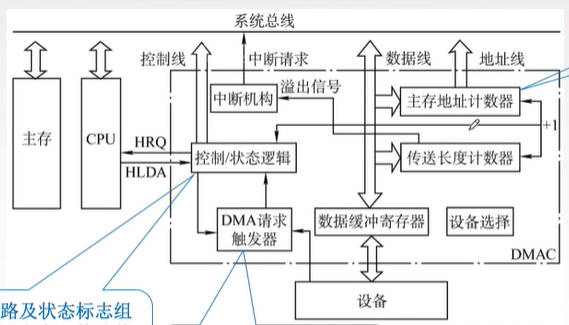 系统总线
控制线
中断请求
数据线
地址线
溢出信号
中断机构
主存地址计数器
主存
CPU
HRQ
HLDA
控制/状态逻辑
+1
传送长度计数器
DMA请求
触发器
数据缓冲寄存器
设备选择
DMAC
路及状态标志组
设备